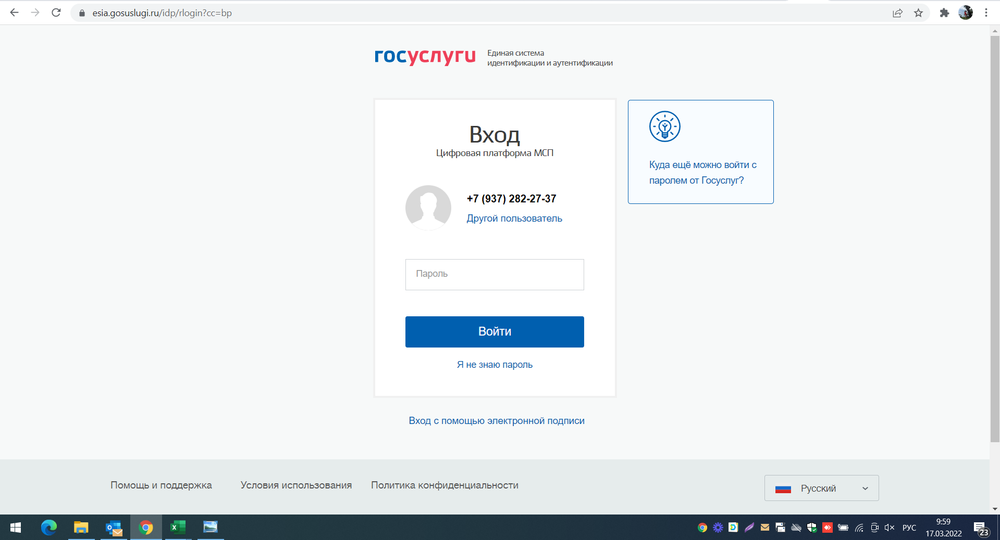 esia.gosuslugi.ru/idp/rlogin?cc=bp
госуслуги
Единая система
идентификации и аутентификации
Вход
Цифровая платформа МСП
+7 (937) 282-27-37
Другой пользователь
Пароль
Войти
Я не знаю пароль
Куда ещё можно войти с
паролем от Госуслуг?
Вход с помощью электронной подписи
Помощь и поддержка
Условия использования
Политика конфиденциальности
Русский
РУС
9:59
17.03.2022
23